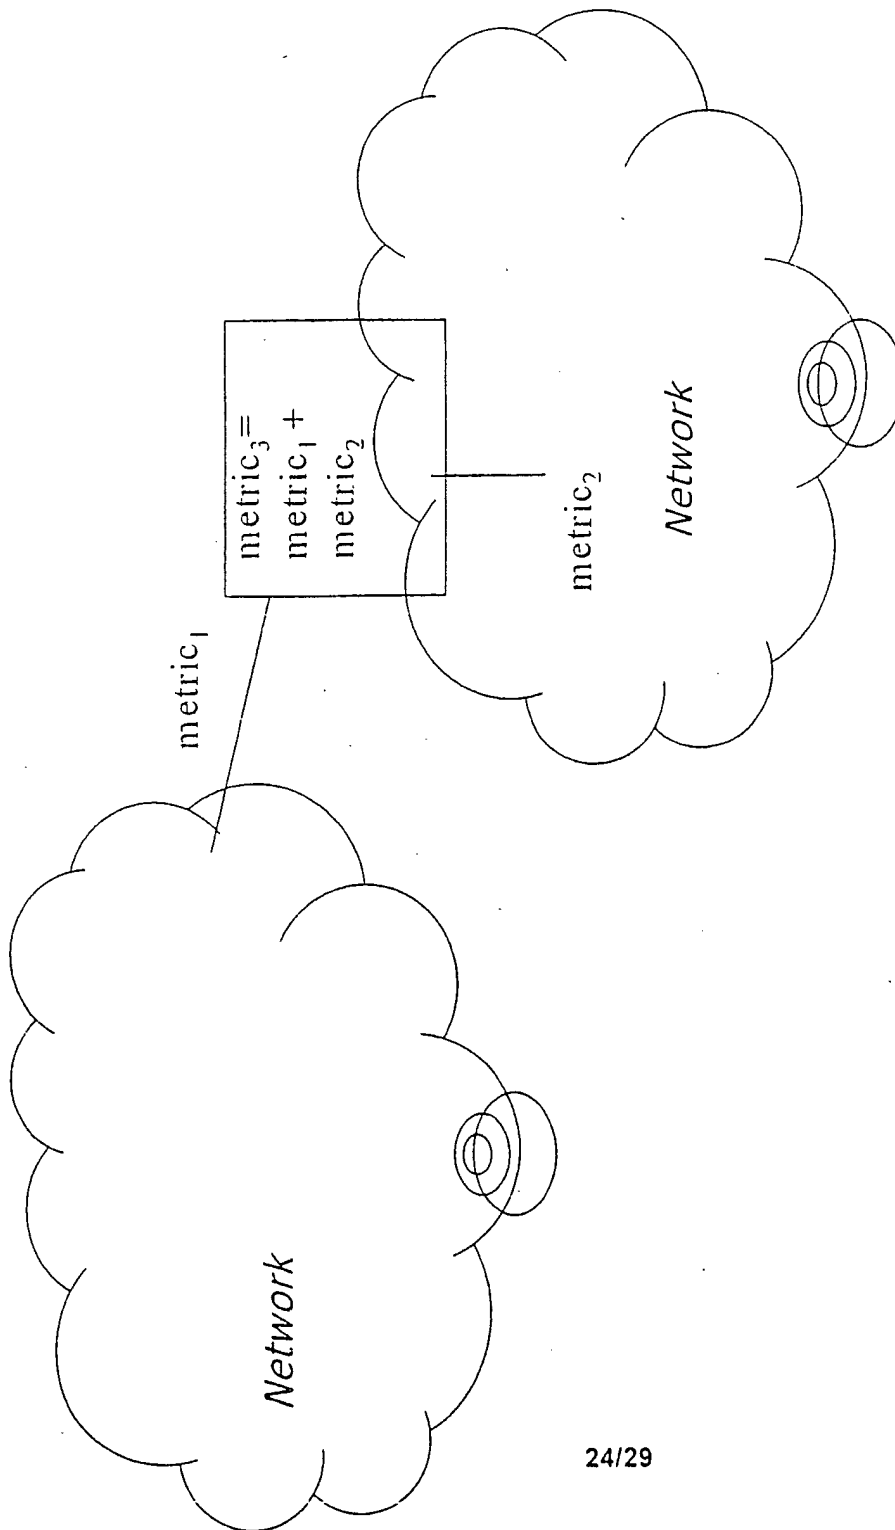 metric₁
metric₃=
metric₁ +
metric₂
metric₂
Network
Network
24/29